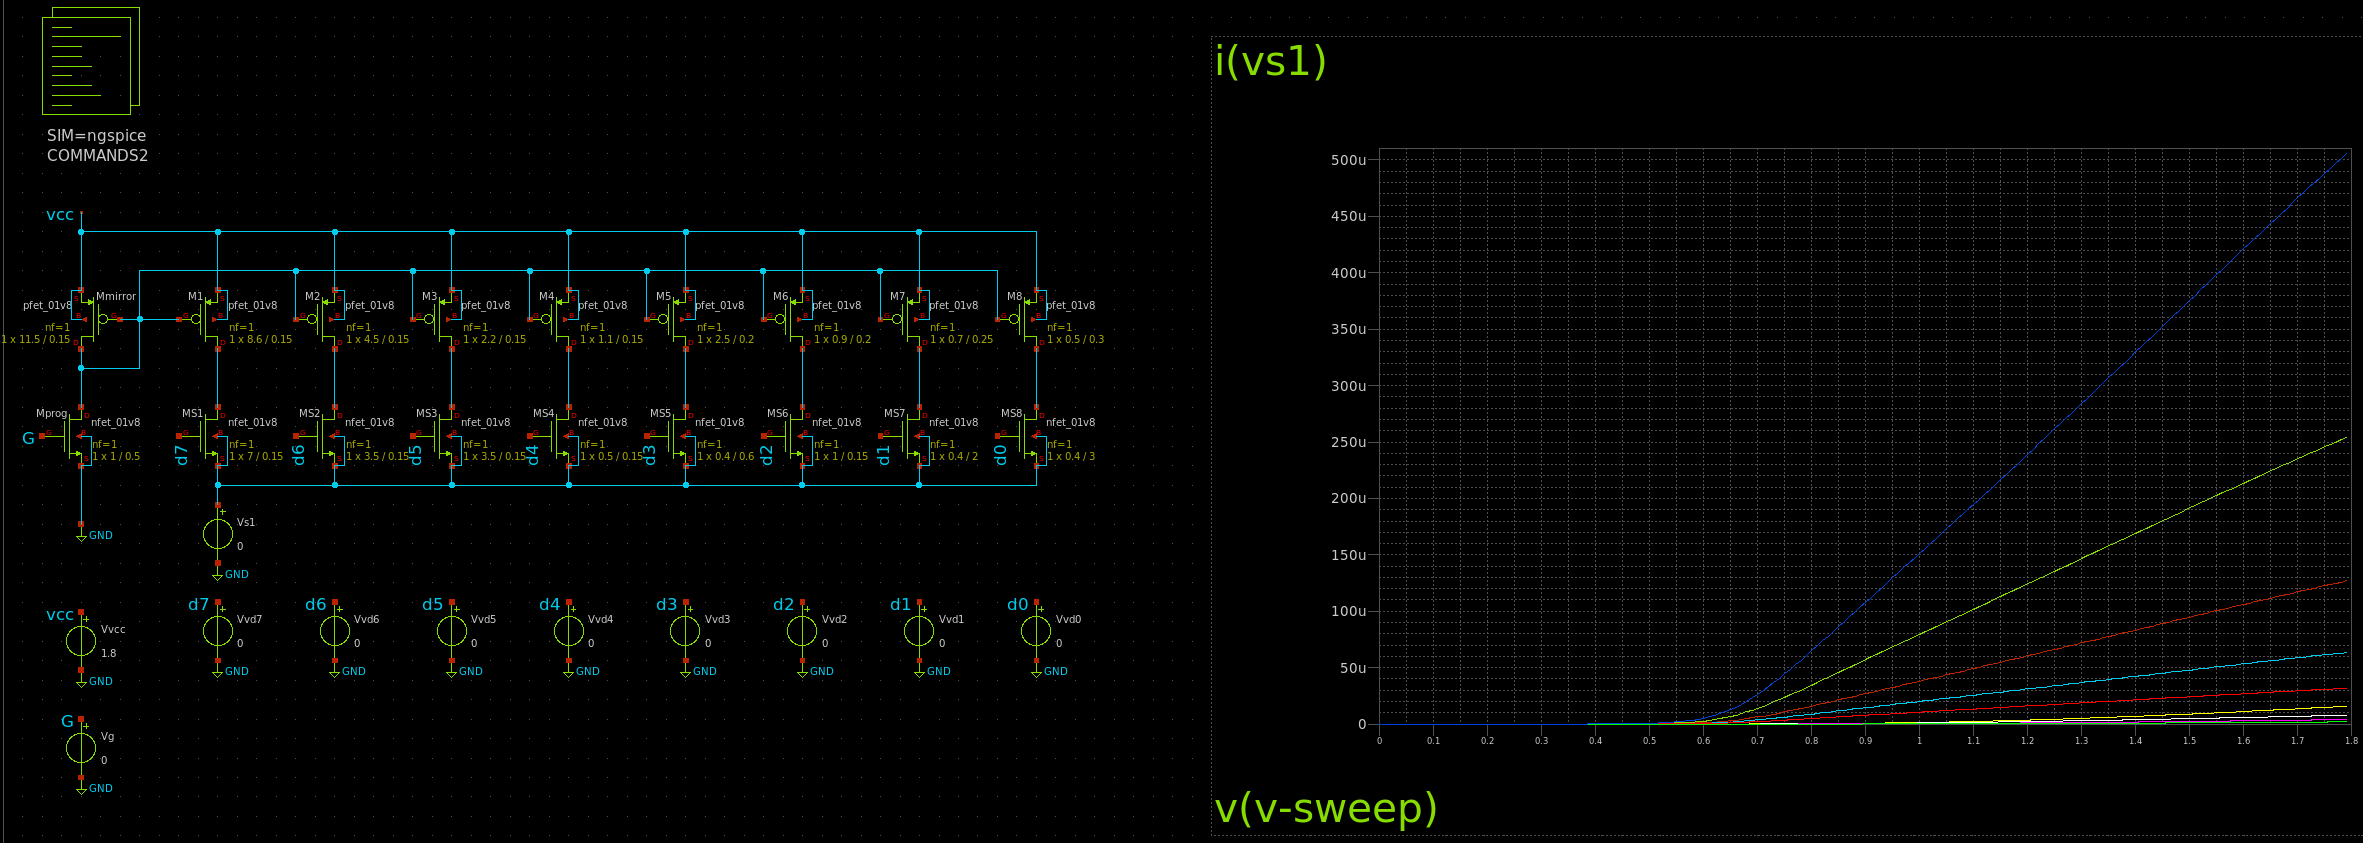 SIM=ngspice
COMMANDS2
vcc
pfet_01v8 Mmirror
nf=1
1 x 11.5 / 0.15
M1 pfet_01v8
nf=1
1 x 8.6 / 0.15
M2 pfet_01v8
nf=1
1 x 4.5 / 0.15
M3 pfet_01v8
nf=1
1 x 2.2 / 0.15
M4 pfet_01v8
nf=1
1 x 1.1 / 0.15
M5 pfet_01v8
nf=1
1 x 2.5 / 0.2
M6 pfet_01v8
nf=1
1 x 0.9 / 0.2
M7 pfet_01v8
nf=1
1 x 0.7 / 0.25
M8 pfet_01v8
nf=1
1 x 0.5 / 0.3
G
Mprog nfet_01v8
nf=1
1 x 1 / 0.5
GND
d7
MS1 nfet_01v8
nf=1
1 x 7 / 0.15
d6
MS2 nfet_01v8
nf=1
1 x 3.5 / 0.15
d5
MS3 nfet_01v8
nf=1
1 x 3.5 / 0.15
d4
MS4 nfet_01v8
nf=1
1 x 0.5 / 0.15
d3
MS5 nfet_01v8
nf=1
1 x 0.4 / 0.6
d2
MS6 nfet_01v8
nf=1
1 x 1 / 0.15
d1
MS7 nfet_01v8
nf=1
1 x 0.4 / 2
d0
MS8 nfet_01v8
nf=1
1 x 0.4 / 3
Vs1
0
GND
vcc
Vvcc
1.8
GND
d7
Vvd7
0
GND
d6
Vvd6
0
GND
d5
Vvd5
0
GND
d4
Vvd4
0
GND
d3
Vvd3
0
GND
d2
Vvd2
0
GND
d1
Vvd1
0
GND
d0
Vvd0
0
GND
G
Vg
0
GND
i(vs1)
500u
450u
400u
350u
300u
250u
200u
150u
100u
50u
0
0 0.1 0.2 0.3 0.4 0.5 0.6 0.7 0.8 0.9 1 1.1 1.2 1.3 1.4 1.5 1.6 1.7 1.8
v(v-sweep)